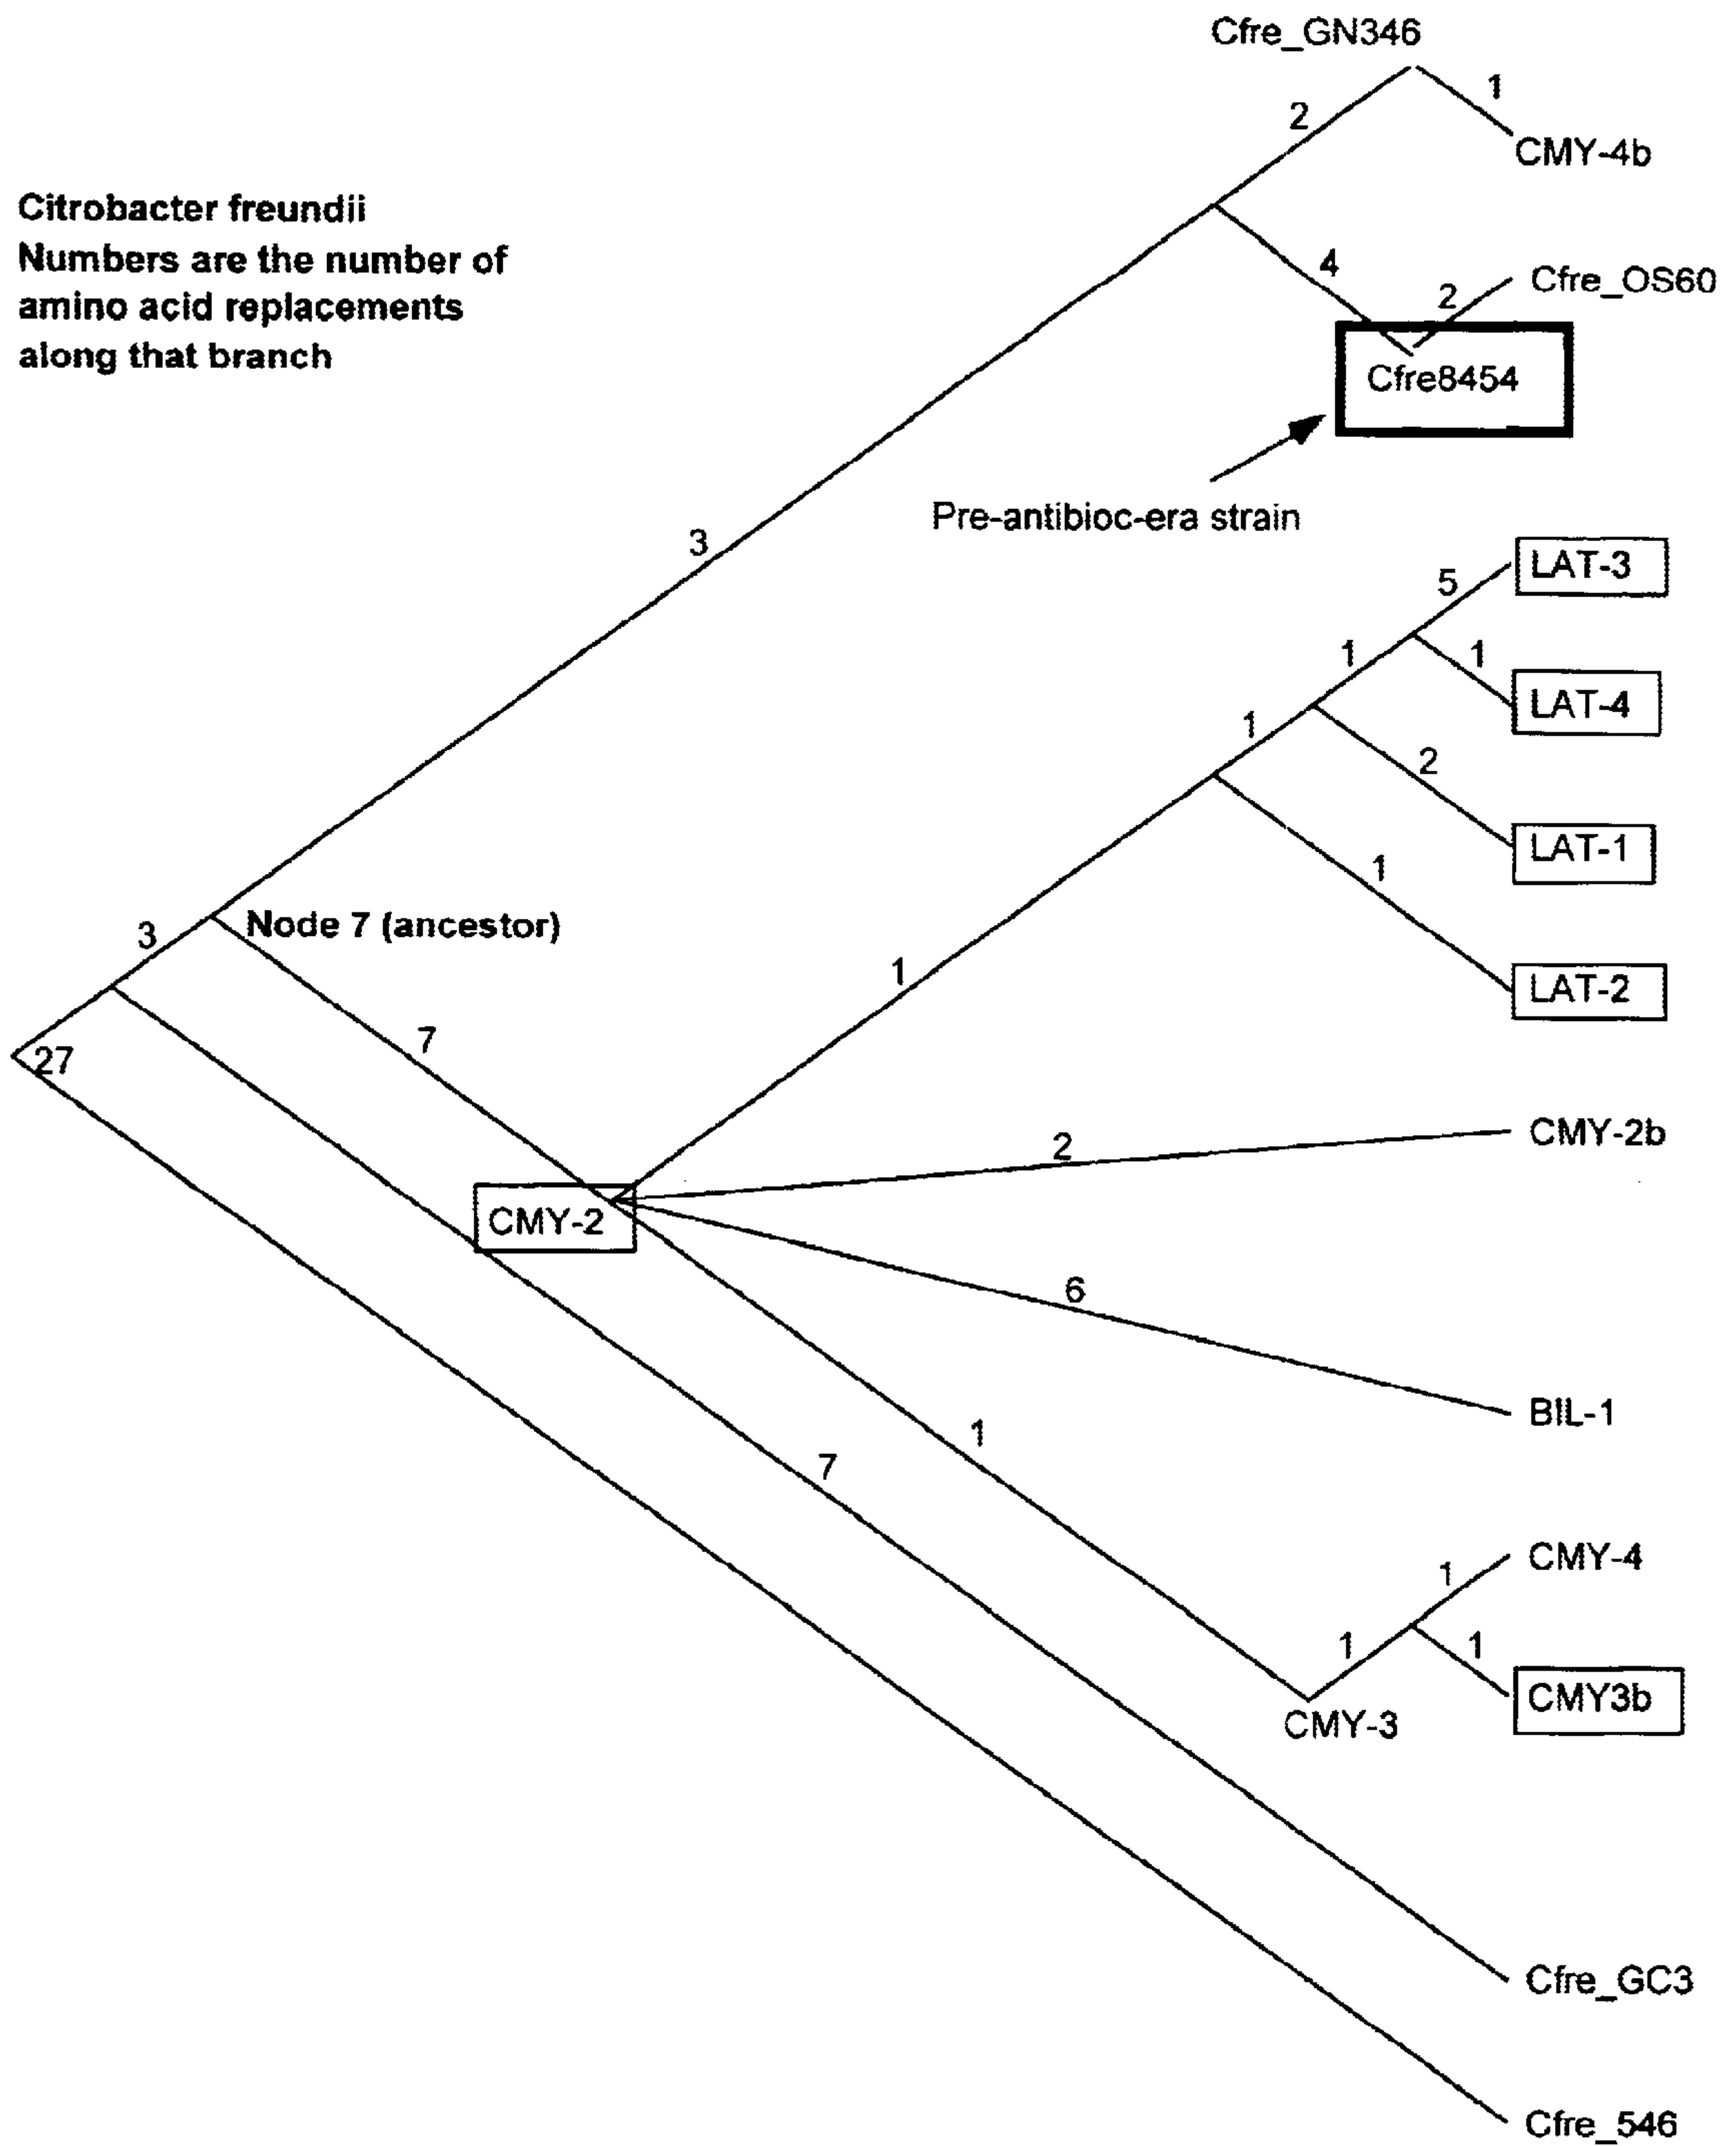 Cfre_GN346
1
2
CMY-4b
Citrobacter freundii
Numbers are the number of
amino acid replacements
along that branch
4
2
Cfre_OS60
Cfre8454
Pre-antibioc-era strain
3
5
LAT-3
1
1
LAT-4
1
2
LAT-1
1
LAT-2
3
Node 7 (ancestor)
1
7
27
2
CMY-2b
CMY-2
6
BIL-1
1
7
1
CMY-4
1
1
CMY3b
CMY-3
Cfre_GC3
Cfre_546